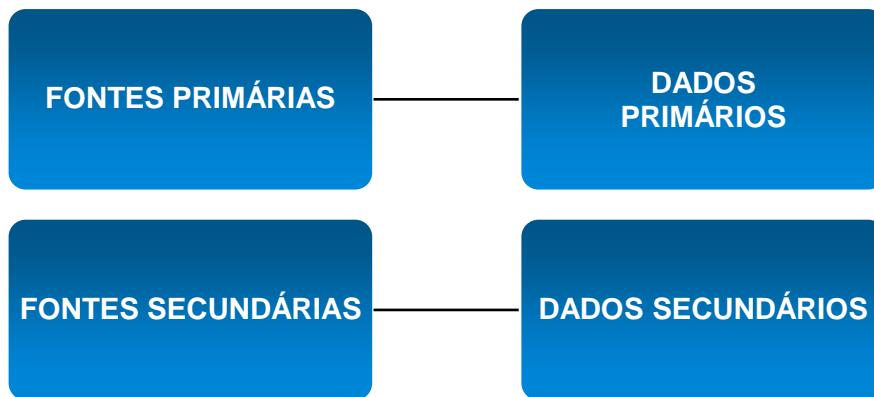 FONTES PRIMÁRIAS
DADOS
PRIMÁRIOS
FONTES SECUNDÁRIAS
DADOS SECUNDÁRIOS